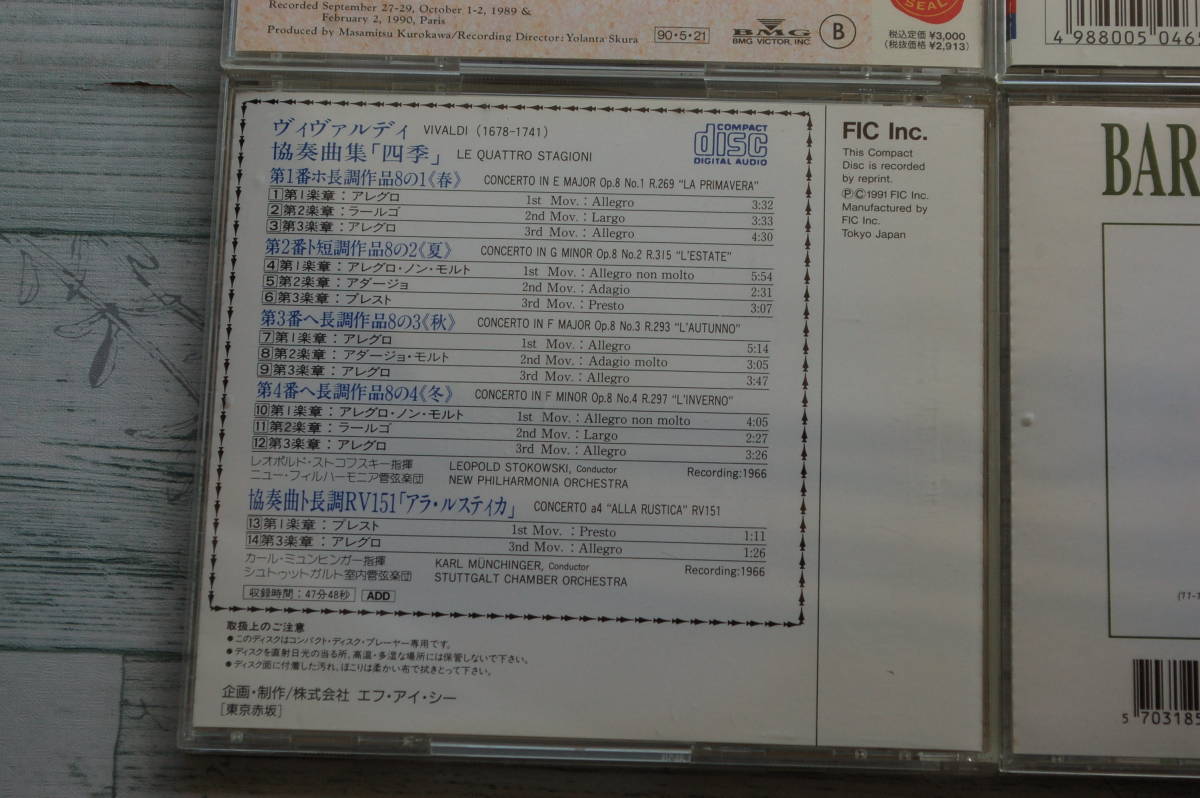 Recorded September 27-29, October 1-2, 1989 &
February 2, 1990, Paris
Produced by Masamitsu Kurokawa/Recording Director: Yolanta Skura
90・5・21
BMG
BMG VICTOR, INC.
B
SEAL
税込定価 ¥3,000
(税抜価格 ¥2,913)
4 988005 0465
ヴィヴァルディ VIVALDI (1678-1741)
協奏曲集「四季」 LE QUATTRO STAGIONI
COMPACT
disc
DIGITAL AUDIO
第1番ホ長調作品8の1《春》 CONCERTO IN E MAJOR Op.8 No.1 R.269 "LA PRIMAVERA"
1 第1楽章：アレグロ 1st Mov.：Allegro 3:32
2 第2楽章：ラールゴ 2nd Mov.：Largo 3:33
3 第3楽章：アレグロ 3rd Mov.：Allegro 4:30
第2番ト短調作品8の2《夏》 CONCERTO IN G MINOR Op.8 No.2 R.315 "L'ESTATE"
4 第1楽章：アレグロ・ノン・モルト 1st Mov.：Allegro non molto 5:54
5 第2楽章：アダージョ 2nd Mov.：Adagio 2:31
6 第3楽章：プレスト 3rd Mov.：Presto 3:07
第3番ヘ長調作品8の3《秋》 CONCERTO IN F MAJOR Op.8 No.3 R.293 "L'AUTUNNO"
7 第1楽章：アレグロ 1st Mov.：Allegro 5:14
8 第2楽章：アダージョ・モルト 2nd Mov.：Adagio molto 3:05
9 第3楽章：アレグロ 3rd Mov.：Allegro 3:47
第4番ヘ長調作品8の4《冬》 CONCERTO IN F MINOR Op.8 No.4 R.297 "L'INVERNO"
10 第1楽章：アレグロ・ノン・モルト 1st Mov.：Allegro non molto 4:05
11 第2楽章：ラールゴ 2nd Mov.：Largo 2:27
12 第3楽章：アレグロ 3rd Mov.：Allegro 3:26
レオポルド・ストコフスキー指揮 LEOPOLD STOKOWSKI, Conductor Recording:1966
ニュー・フィルハーモニア管弦楽団 NEW PHILHARMONIA ORCHESTRA
協奏曲ト長調RV151「アラ・ルスティカ」 CONCERTO a4 "ALLA RUSTICA" RV151
13 第1楽章：プレスト 1st Mov.：Presto 1:11
14 第3楽章：アレグロ 3nd Mov.：Allegro 1:26
カール・ミュンヒンガー指揮 KARL MÜNCHINGER, Conductor Recording:1966
シュトゥットガルト室内管弦楽団 STUTTGALT CHAMBER ORCHESTRA
収録時間：47分48秒 ADD
取扱上のご注意
●このディスクはコンパクト・ディスク・プレーヤー専用です。
●ディスクを直射日光の当る所、高温・多湿な場所には保管しないで下さい。
●ディスク面に付着した汚れ、ほこりは柔かい布で拭きとって下さい。
企画・制作/株式会社 エフ・アイ・シー
[東京赤坂]
FIC Inc.
This Compact
Disc is recorded
by reprint.
ⓅⒸ1991 FIC Inc.
Manufactured by
FIC Inc.
Tokyo Japan
BAR
(11-1
5 703185